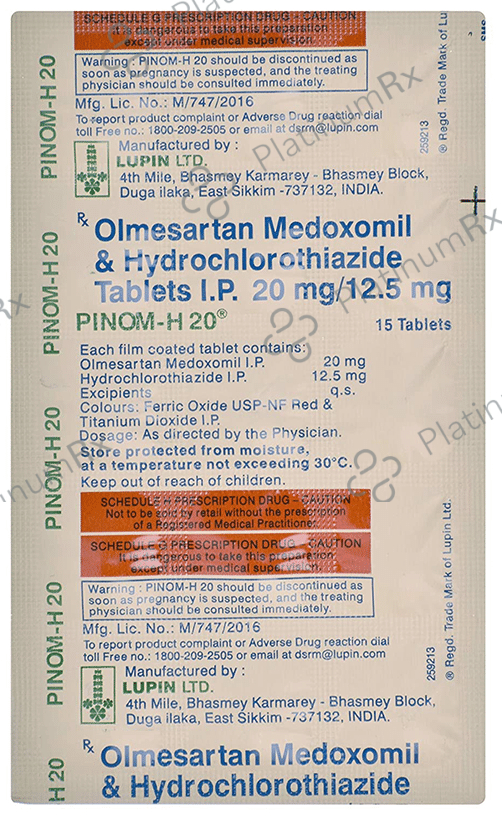 SCHEDULE G PRESCRIPTION DRUG - CAUTION
It is dangerous to take this preparation
except under medical supervision.
Warning : PINOM-H 20 should be discontinued as
soon as pregnancy is suspected, and the treating
physician should be consulted immediately.
Mfg. Lic. No.: M/747/2016
To report product complaint or Adverse Drug reaction dial
toll Free no.: 1800-209-2505 or email at dsrm@lupin.com
Manufactured by :
LUPIN LTD.
4th Mile, Bhasmey Karmarey - Bhasmey Block,
Duga ilaka, East Sikkim -737132, INDIA.
259213
® Regd. Trade Mark of Lu
SMS
PINOM-H 20
PINOM-H 20
PINOM-H 20
PINOM-H 20
H 20
Rx Olmesartan Medoxomil
& Hydrochlorothiazide
Tablets I.P. 20 mg/12.5 mg
PINOM-H 20®
15 Tablets
Each film coated tablet contains:
Olmesartan Medoxomil I.P. 20 mg
Hydrochlorothiazide I.P. 12.5 mg
Excipients q.s.
Colours: Ferric Oxide USP-NF Red &
Titanium Dioxide I.P.
Dosage: As directed by the Physician.
Store protected from moisture,
at a temperature not exceeding 30°C.
Keep out of reach of children.
SCHEDULE H PRESCRIPTION DRUG - CAUTION
Not to be sold by retail without the prescription
of a Registered Medical Practitioner.
SCHEDULE G PRESCRIPTION DRUG - CAUTION
It is dangerous to take this preparation
except under medical supervision.
Warning : PINOM-H 20 should be discontinued as
soon as pregnancy is suspected, and the treating
physician should be consulted immediately.
Mfg. Lic. No.: M/747/2016
To report product complaint or Adverse Drug reaction dial
toll Free no.: 1800-209-2505 or email at dsrm@lupin.com
Manufactured by :
LUPIN LTD.
4th Mile, Bhasmey Karmarey - Bhasmey Block,
Duga ilaka, East Sikkim -737132, INDIA.
259213
® Regd. Trade Mark of Lupin Ltd.
Rx Olmesartan Medoxomil
& Hydrochlorothiazide
PlatinumRx
PlatinumRx
PlatinumRx
Rx
Platin
numRx